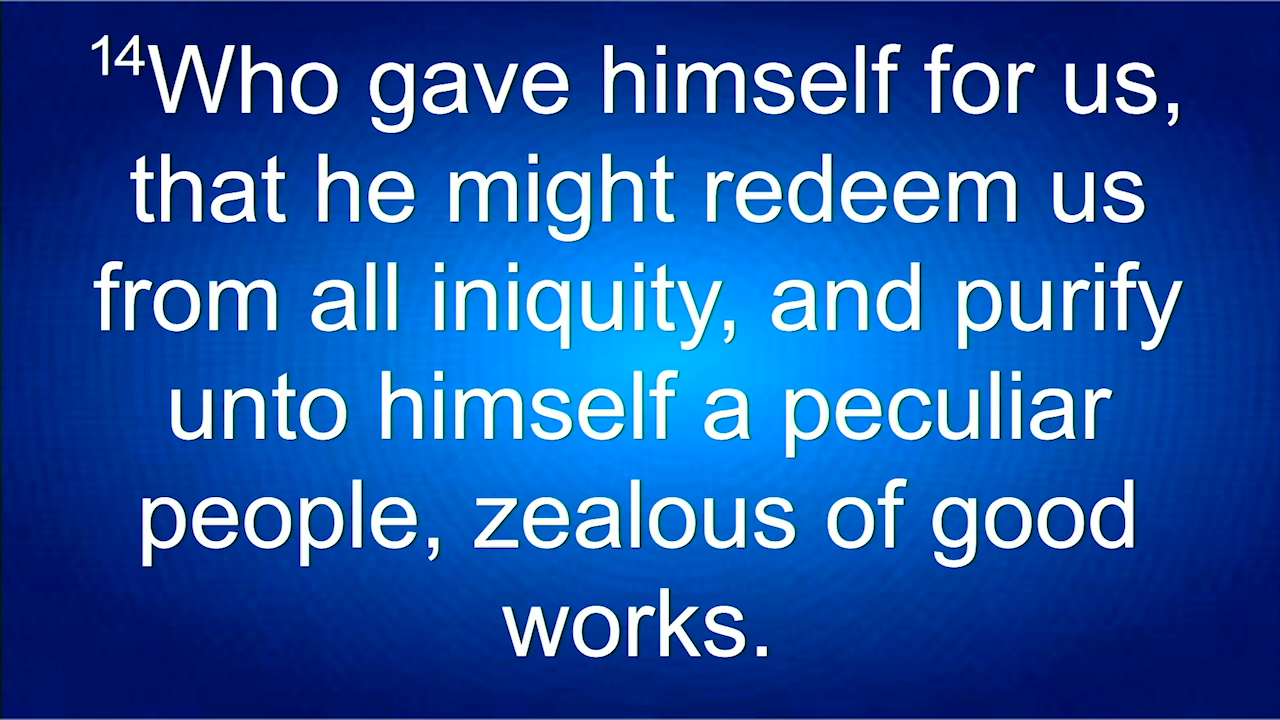 14Who gave himself for us,
that he might redeem us
from all iniquity, and purify
unto himself a peculiar
people, zealous of good
works.